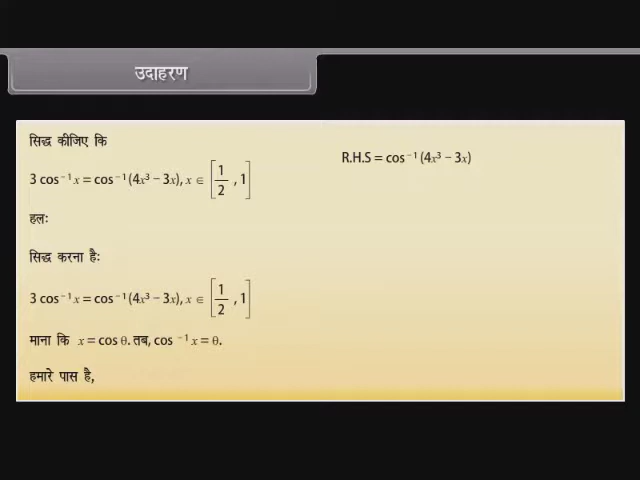 उदाहरण
सिद्ध कीजिए कि
3 cos⁻¹ x = cos⁻¹ (4x³ − 3x), x ∈ [1/2 , 1]
हलः
सिद्ध करना हैः
3 cos⁻¹ x = cos⁻¹ (4x³ − 3x), x ∈ [1/2 , 1]
माना कि x = cos θ. तब, cos ⁻¹ x = θ.
हमारे पास है,
R.H.S = cos⁻¹ (4x³ − 3x)